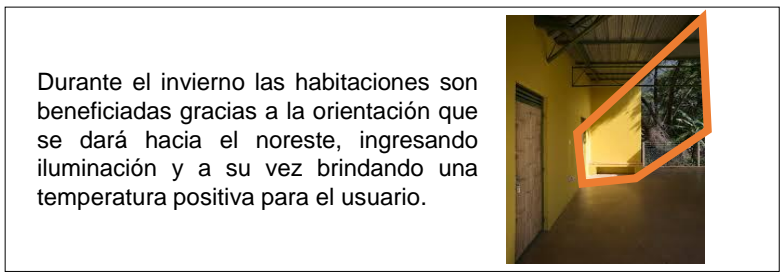 Durante el invierno las habitaciones son
beneficiadas gracias a la orientación que
se dará hacia el noreste, ingresando
iluminación y a su vez brindando una
temperatura positiva para el usuario.